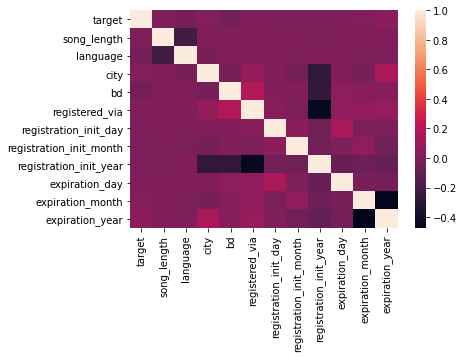 target
song_length
language
city
bd
registered_via
registration_init_day
registration_init_month
registration_init_year
expiration_day
expiration_month
expiration_year
target
song_length
language
city
bd
registered_via
registration_init_day
registration_init_month
registration_init_year
expiration_day
expiration_month
expiration_year
1.0
0.8
0.6
0.4
0.2
0.0
−0.2
−0.4